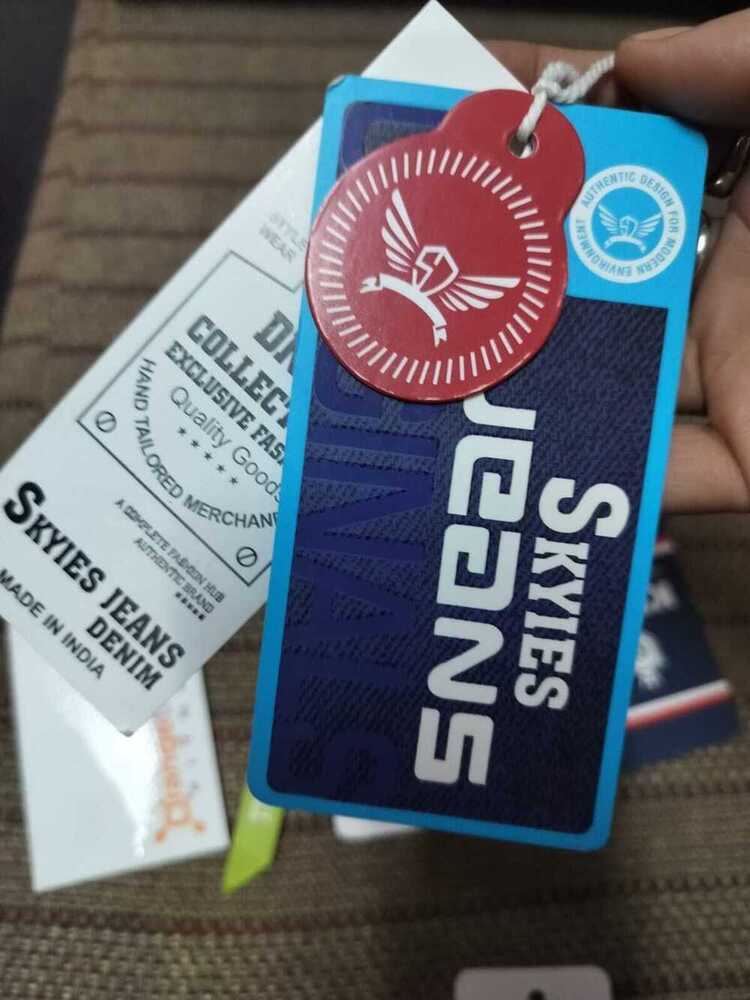 AUTHENTIC DESIGN FOR MODERN ENVIRONMENT
SKYIES
JEANS
WEAR
COLLECT
EXCLUSIVE FAS
Quality Goods
HAND TAILORED MERCHAN
A COMPLETE FASHION HUB
AUTHENTIC BRAND
SKYIES JEANS
DENIM
MADE IN INDIA